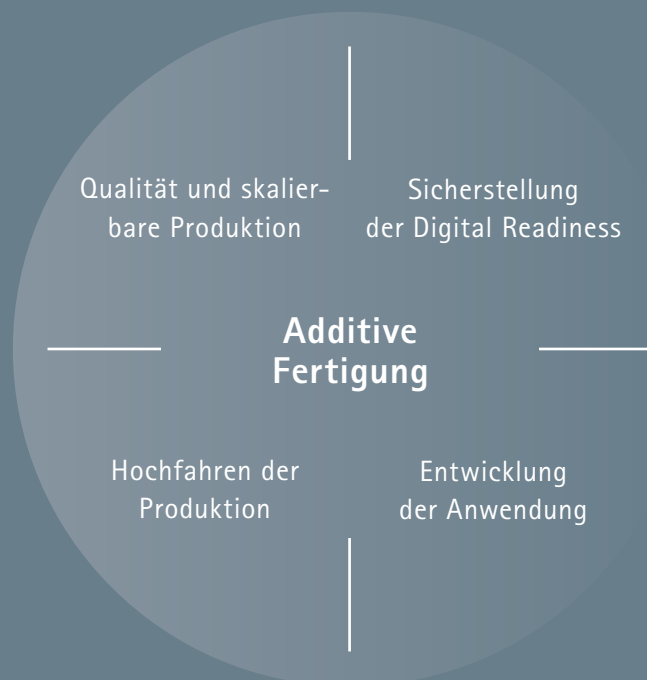 Qualität und skalier-
bare Produktion
Sicherstellung
der Digital Readiness
Additive
Fertigung
Hochfahren der
Produktion
Entwicklung
der Anwendung